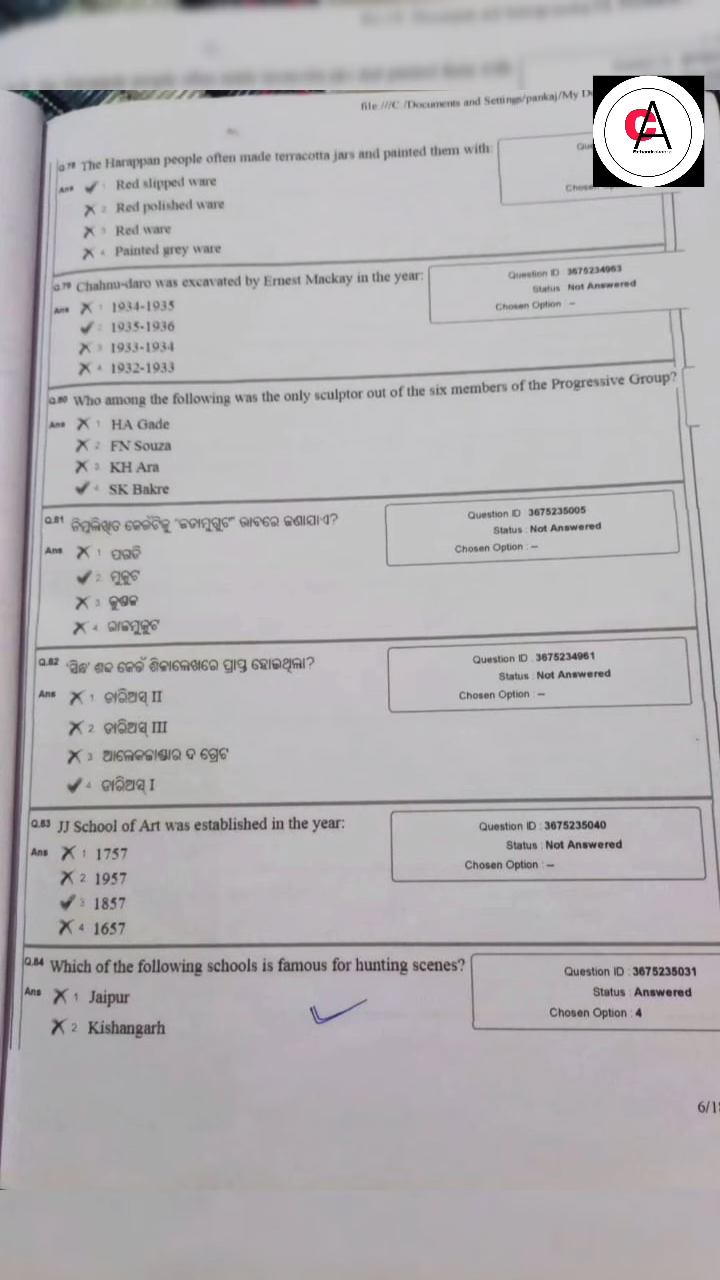 file:///C:/Documents and Settings/pankaj/My D
CA
Q.78 The Harappan people often made terracotta jars and painted them with:
Ans 1 Red slipped ware
2 Red polished ware
3 Red ware
4 Painted grey ware
Q.79 Chahnu-daro was excavated by Ernest Mackay in the year:
Question ID 3675234963
Status Not Answered
Chosen Option --
Ans 1 1934-1935
2 1935-1936
3 1933-1934
4 1932-1933
Q.80 Who among the following was the only sculptor out of the six members of the Progressive Group?
Ans 1 HA Gade
2 FN Souza
3 KH Ara
4 SK Bakre
Q.81 ନିମ୍ନଲିଖିତ କେଉଁଟିକୁ "ଜଟାମୁଗୁଟ" ଭାବରେ ଜଣାଯାଏ?
Question ID 3675235005
Status : Not Answered
Chosen Option : --
Ans 1 ପଗଡି
2 ମୁକୁଟ
3 କୁଣ୍ଡଳ
4 ରାଜମୁକୁଟ
Q.82 'ସିନ୍ଧୁ' ଶବ୍ଦ କେଉଁ ଶିଳାଲେଖରେ ପ୍ରାପ୍ତ ହୋଇଥିଲା?
Question ID : 3675234961
Status : Not Answered
Chosen Option : --
Ans 1 ଡାରିଅସ୍ II
2 ଡାରିଅସ୍ III
3 ଆଲେକଜାଣ୍ଡାର ଦ ଗ୍ରେଟ
4 ଡାରିଅସ୍ I
Q.83 JJ School of Art was established in the year:
Question ID : 3675235040
Status : Not Answered
Chosen Option : --
Ans 1 1757
2 1957
3 1857
4 1657
Q.84 Which of the following schools is famous for hunting scenes?
Question ID : 3675235031
Status : Answered
Chosen Option : 4
Ans 1 Jaipur
2 Kishangarh
6/18